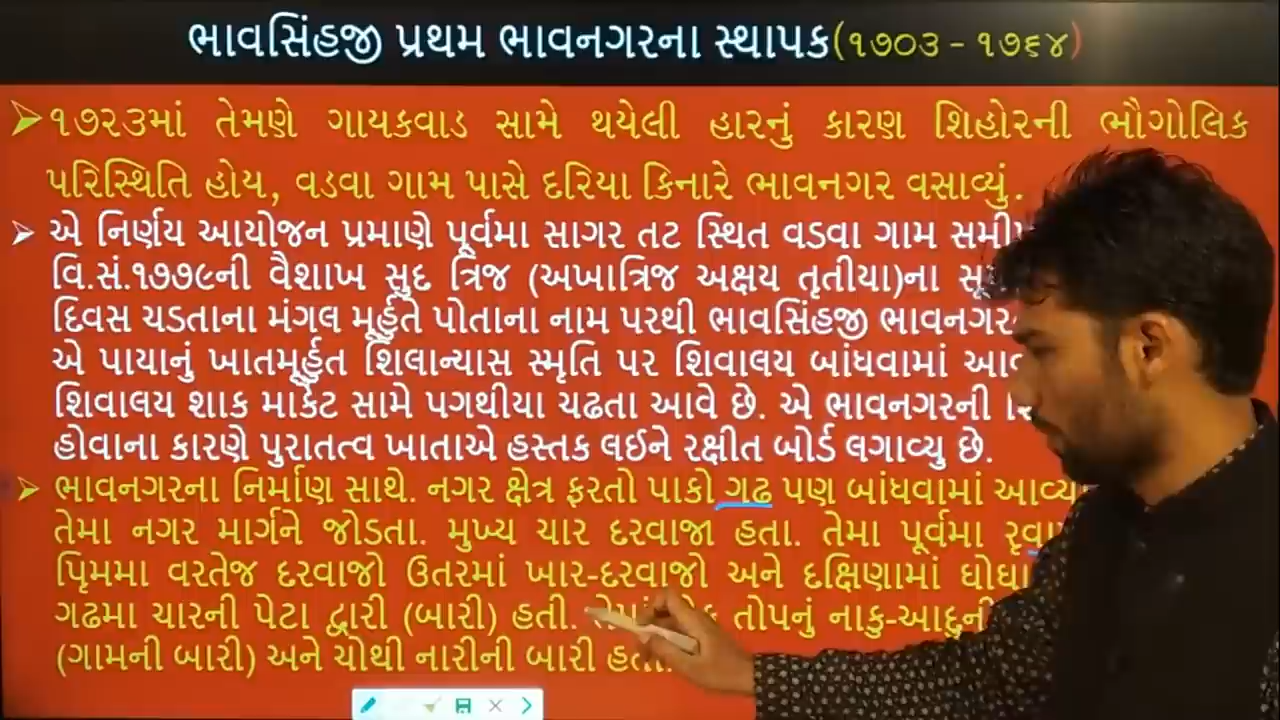 ભાવસિંહજી પ્રથમ ભાવનગરના સ્થાપક(૧૭૦૩ – ૧૭૬૪)
૧૭૨૩માં તેમણે ગાયકવાડ સામે થયેલી હારનું કારણ શિહોરની ભૌગોલિક
પરિસ્થિતિ હોય, વડવા ગામ પાસે દરિયા કિનારે ભાવનગર વસાવ્યું.
એ નિર્ણય આયોજન પ્રમાણે પૂર્વમા સાગર તટ સ્થિત વડવા ગામ
વિ.સં.૧૭૭૯ની વૈશાખ સુદ ત્રિજ (અખાત્રિજ અક્ષય તૃતીયા)ના
દિવસ ચડતાના મંગલ મૂર્હુતે પોતાના નામ પરથી ભાવસિંહજી
એ પાયાનું ખાતમૂર્હુત શિલાન્યાસ સ્મૃતિ પર શિવાલય બાંધવામાં
શિવાલય શાક માર્કેટ સામે પગથીયા ચઢતા આવે છે. એ ભાવનગરની
હોવાના કારણે પુરાતત્વ ખાતાએ હસ્તક લઈને રક્ષીત બોર્ડ લગાવ્યુ છે.
ભાવનગરના નિર્માણ સાથે. નગર ક્ષેત્ર ફરતો પાકો ગઢ પણ બાંધવામાં
તેમા નગર માર્ગને જોડતા. મુખ્ય ચાર દરવાજા હતા. તેમા પૂર્વમા
પ્રિમમા વરતેજ દરવાજો ઉતરમાં ખાર-દરવાજો અને દક્ષિણામાં
ગઢમા ચારની પેટા દ્વારી (બારી) હતી. તોપનું
(ગામની બારી) અને ચોથી નારીની બારી હતી.